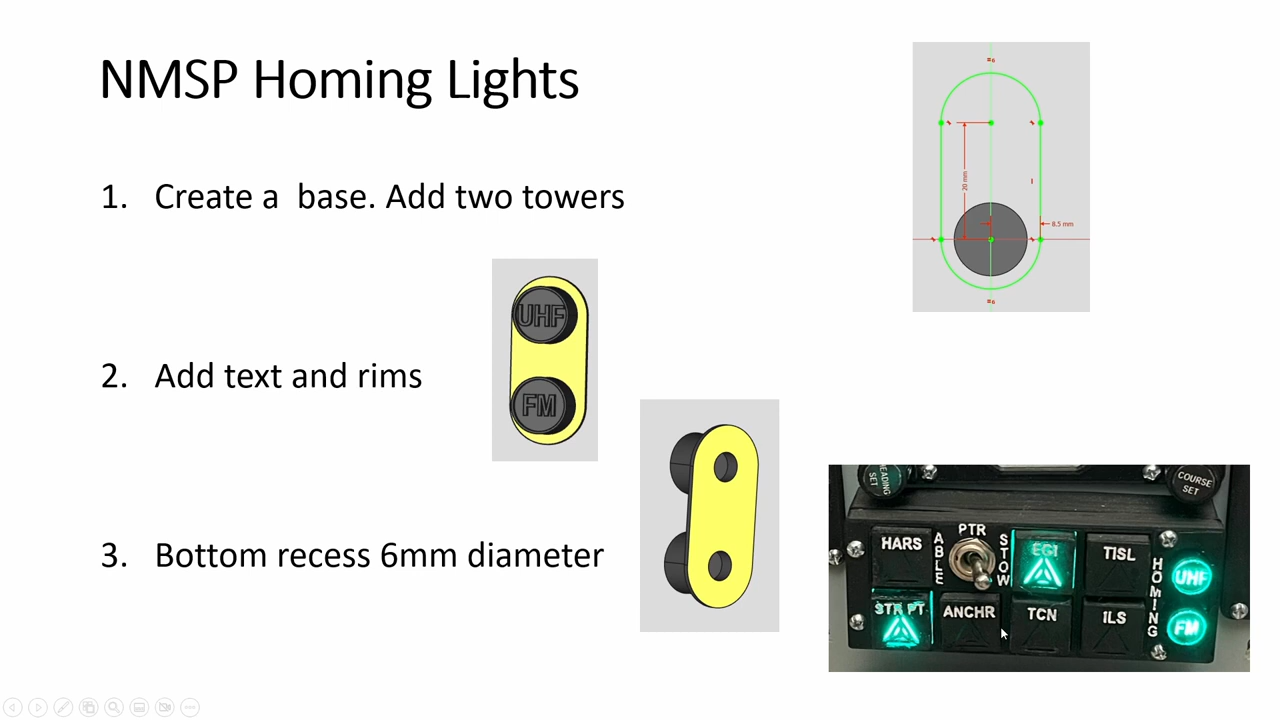 NMSP Homing Lights
1. Create a  base. Add two towers
20 mm
8.5 mm
UHF
FM
2. Add text and rims
3. Bottom recess 6mm diameter
HEADING
SET
COURSE
SET
HARS
ABLE
PTR
STOW
EGI
TISL
HOMING
UHF
STR PT
ANCHR
TCN
ILS
FM